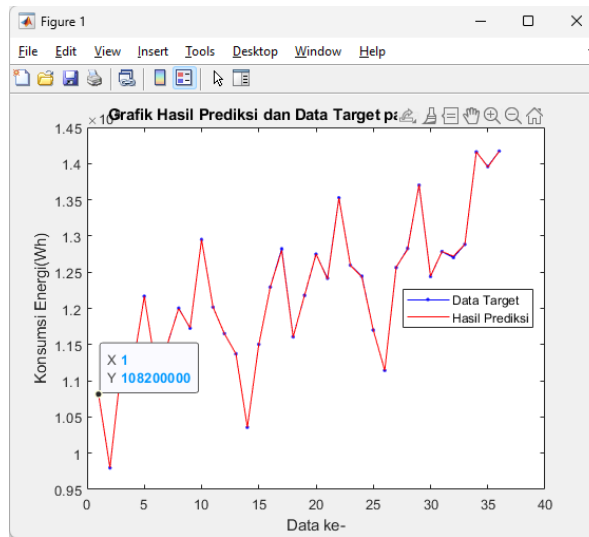 Figure 1
File Edit View Insert Tools Desktop Window Help
Grafik Hasil Prediksi dan Data Target
×10
1.45
1.4
1.35
1.3
1.25
1.2
1.15
1.1
1.05
1
0.95
Konsumsi Energi(Wh)
Data Target
Hasil Prediksi
X 1
Y 108200000
0 5 10 15 20 25 30 35 40
Data ke-